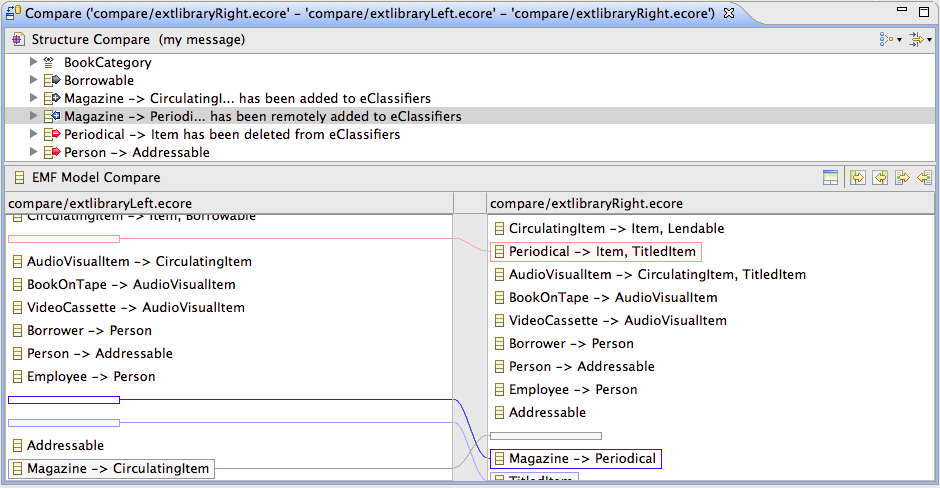 Compare ('compare/extlibraryRight.ecore' - 'compare/extlibraryLeft.ecore' - 'compare/extlibraryRight.ecore')
Structure Compare (my message)
BookCategory
Borrowable
Magazine -> CirculatingI... has been added to eClassifiers
Magazine -> Periodi... has been remotely added to eClassifiers
Periodical -> Item has been deleted from eClassifiers
Person -> Addressable
EMF Model Compare
compare/extlibraryLeft.ecore
CirculatingItem -> Item, Borrowable
AudioVisualItem -> CirculatingItem
BookOnTape -> AudioVisualItem
VideoCassette -> AudioVisualItem
Borrower -> Person
Person -> Addressable
Employee -> Person
Addressable
Magazine -> CirculatingItem
compare/extlibraryRight.ecore
CirculatingItem -> Item, Lendable
Periodical -> Item, TitledItem
AudioVisualItem -> CirculatingItem, TitledItem
BookOnTape -> AudioVisualItem
VideoCassette -> AudioVisualItem
Borrower -> Person
Person -> Addressable
Employee -> Person
Addressable
Magazine -> Periodical
TitledItem